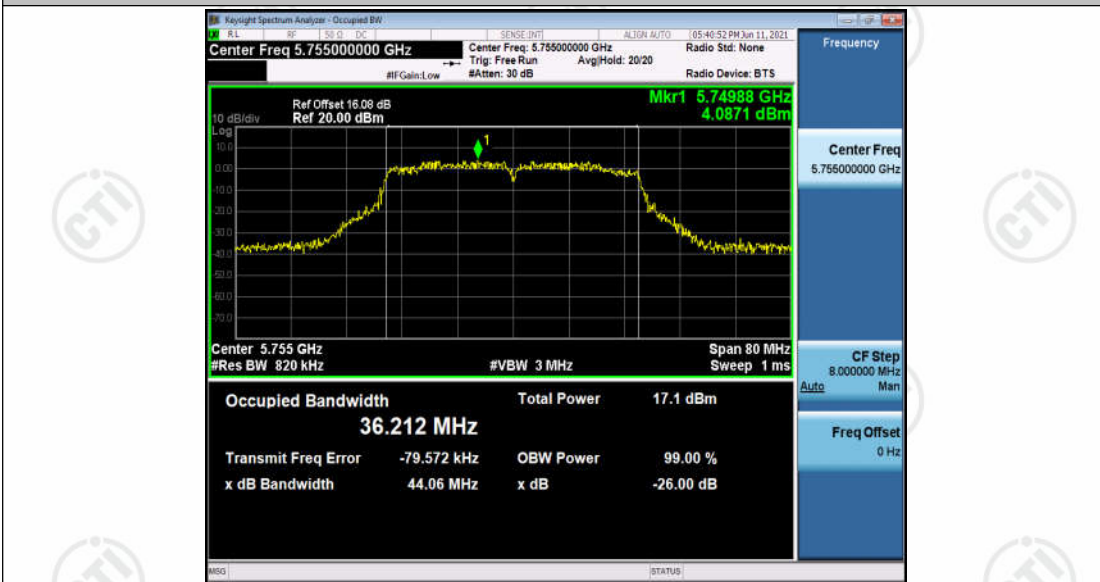 Keysight Spectrum Analyzer - Occupied BW
RL RF 50 Ω DC SENSE:INT ALIGN AUTO 05:40:52 PM Jun 11, 2021
Center Freq 5.755000000 GHz
Center Freq: 5.755000000 GHz
Radio Std: None
Trig: Free Run Avg|Hold: 20/20
#IFGain:Low #Atten: 30 dB Radio Device: BTS
Frequency
Mkr1 5.74988 GHz
4.0871 dBm
Ref Offset 16.08 dB
10 dB/div Ref 20.00 dBm
Log
10.0
0.00
-10.0
-20.0
-30.0
-40.0
-50.0
-60.0
-70.0
1
Center 5.755 GHz Span 80 MHz
#Res BW 820 kHz #VBW 3 MHz Sweep 1 ms
Center Freq
5.755000000 GHz
CF Step
8.000000 MHz
Auto Man
Freq Offset
0 Hz
Occupied Bandwidth Total Power 17.1 dBm
36.212 MHz
Transmit Freq Error -79.572 kHz OBW Power 99.00 %
x dB Bandwidth 44.06 MHz x dB -26.00 dB
MSG STATUS
CTI
CTI